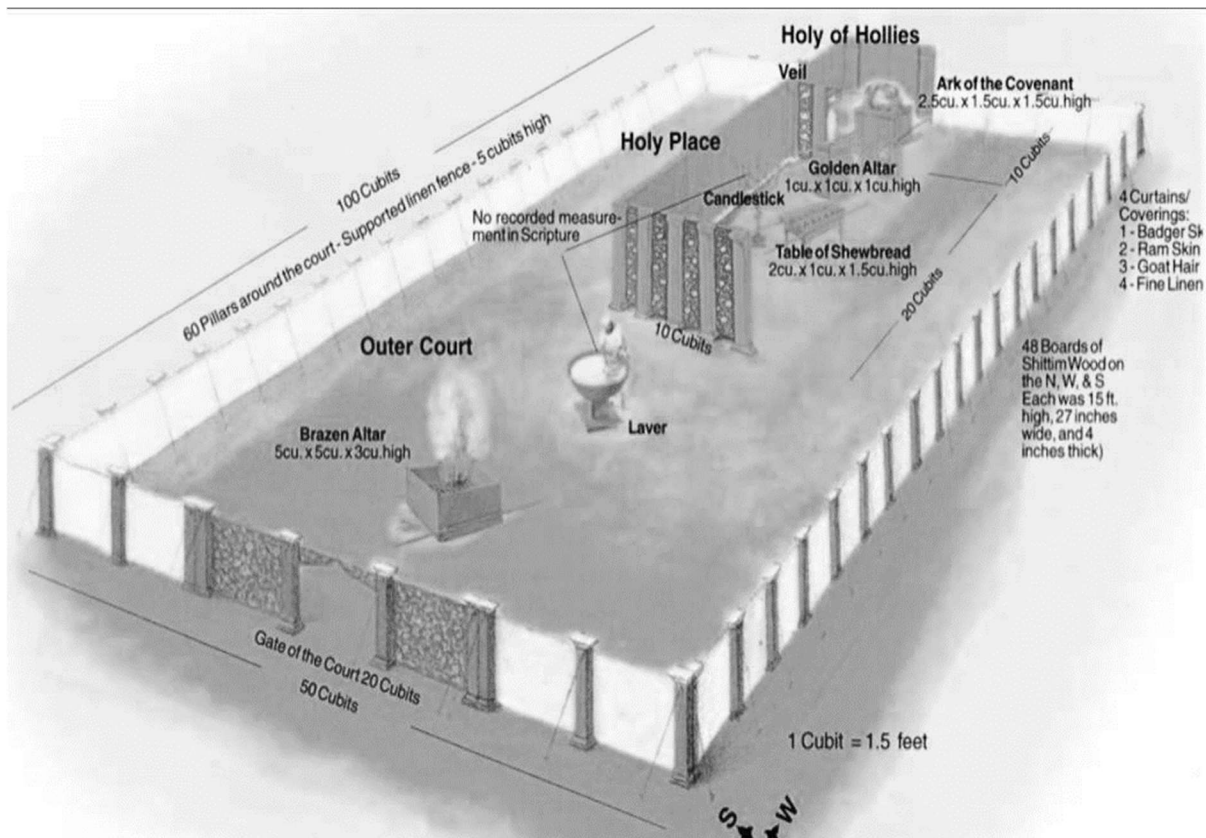 Holy of Hollies
Veil
Ark of the Covenant
2.5cu. x 1.5cu. x 1.5cu.high
Holy Place
Golden Altar
1cu. x 1cu. x 1cu.high
Candlestick
No recorded measure-
ment in Scripture
Table of Shewbread
2cu. x 1cu. x 1.5cu.high
10 Cubits
20 Cubits
10 Cubits
4 Curtains/
Coverings:
1 - Badger Sk
2 - Ram Skin
3 - Goat Hair
4 - Fine Linen
100 Cubits
60 Pillars around the court - Supported linen fence - 5 cubits high
Outer Court
48 Boards of
Shittim Wood on
the N, W, & S
Each was 15 ft.
high, 27 inches
wide, and 4
inches thick)
Laver
Brazen Altar
5cu. x 5cu. x 3cu.high
Gate of the Court 20 Cubits
50 Cubits
1 Cubit = 1.5 feet
S
W